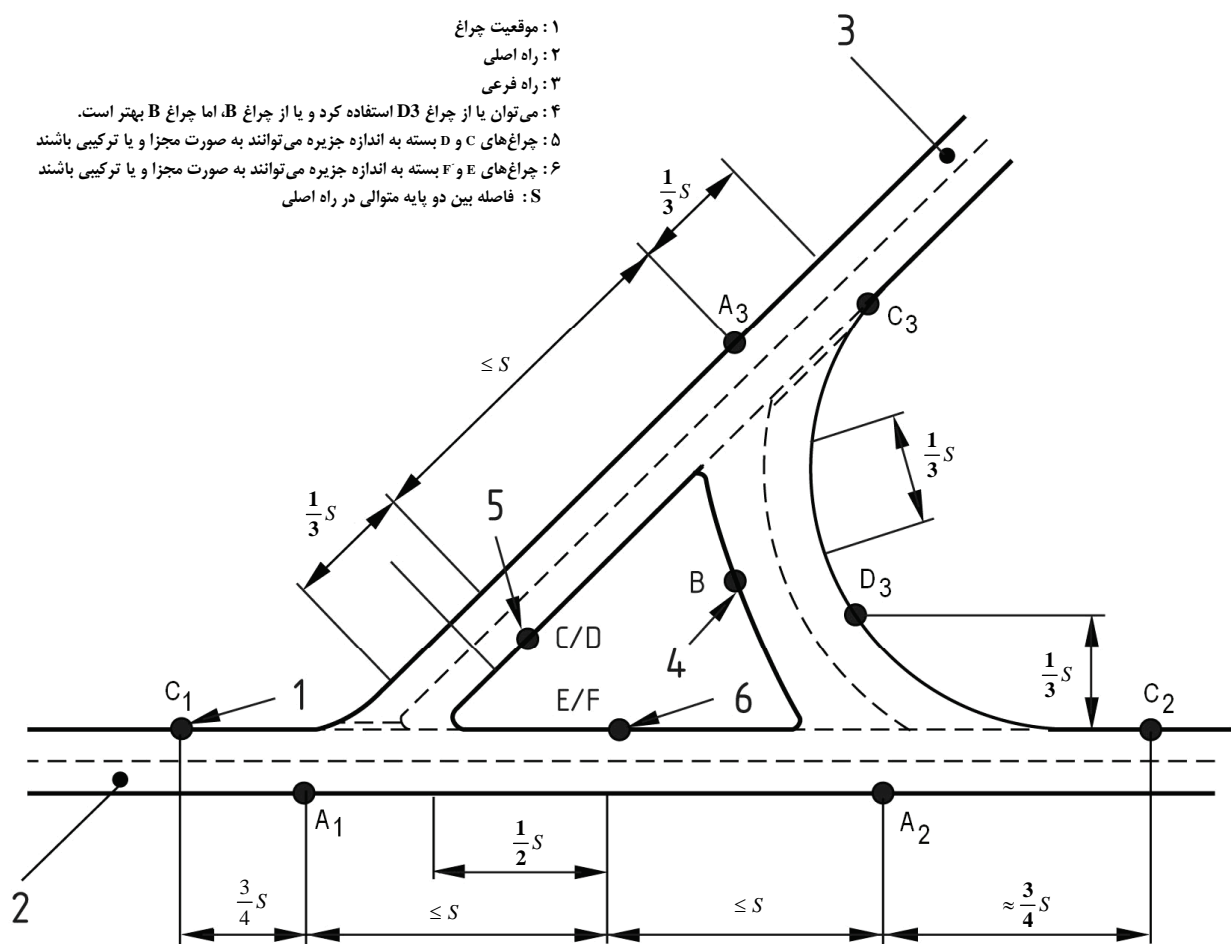 ۱ : موقعیت چراغ
۲ : راه اصلی
۳ : راه فرعی
۴ : می‌توان یا از چراغ D3 استفاده کرد و یا از چراغ B، اما چراغ B بهتر است.
۵ : چراغ‌های C و D بسته به اندازه جزیره می‌توانند به صورت مجزا و یا ترکیبی باشند
۶ : چراغ‌های E و F بسته به اندازه جزیره می‌توانند به صورت مجزا و یا ترکیبی باشند
S : فاصله بین دو پایه متوالی در راه اصلی
3
1/3 S
A3
C3
≤ S
1/3 S
1/3 S
5
B
D3
C/D
4
1/3 S
C1
1
E/F
6
C2
A1
A2
1/2 S
2
3/4 S
≤ S
≤ S
≈ 3/4 S